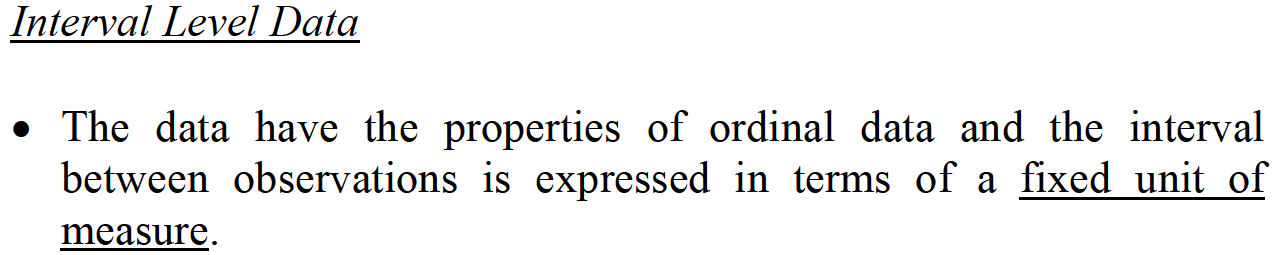 Interval Level Data
• The data have the properties of ordinal data and the interval
between observations is expressed in terms of a fixed unit of
measure.